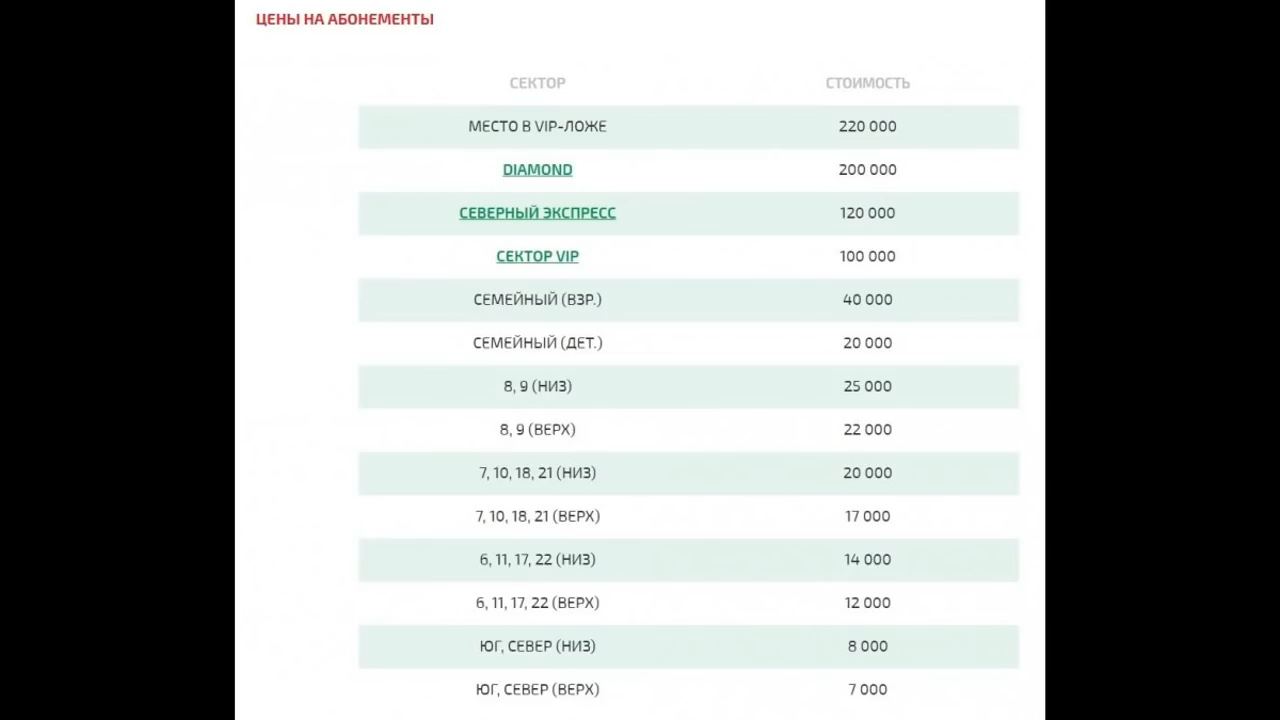 ЦЕНЫ НА АБОНЕМЕНТЫ
СЕКТОР СТОИМОСТЬ
МЕСТО В VIP-ЛОЖЕ 220 000
DIAMOND 200 000
СЕВЕРНЫЙ ЭКСПРЕСС 120 000
СЕКТОР VIP 100 000
СЕМЕЙНЫЙ (ВЗР.) 40 000
СЕМЕЙНЫЙ (ДЕТ.) 20 000
8, 9 (НИЗ) 25 000
8, 9 (ВЕРХ) 22 000
7, 10, 18, 21 (НИЗ) 20 000
7, 10, 18, 21 (ВЕРХ) 17 000
6, 11, 17, 22 (НИЗ) 14 000
6, 11, 17, 22 (ВЕРХ) 12 000
ЮГ, СЕВЕР (НИЗ) 8 000
ЮГ, СЕВЕР (ВЕРХ) 7 000